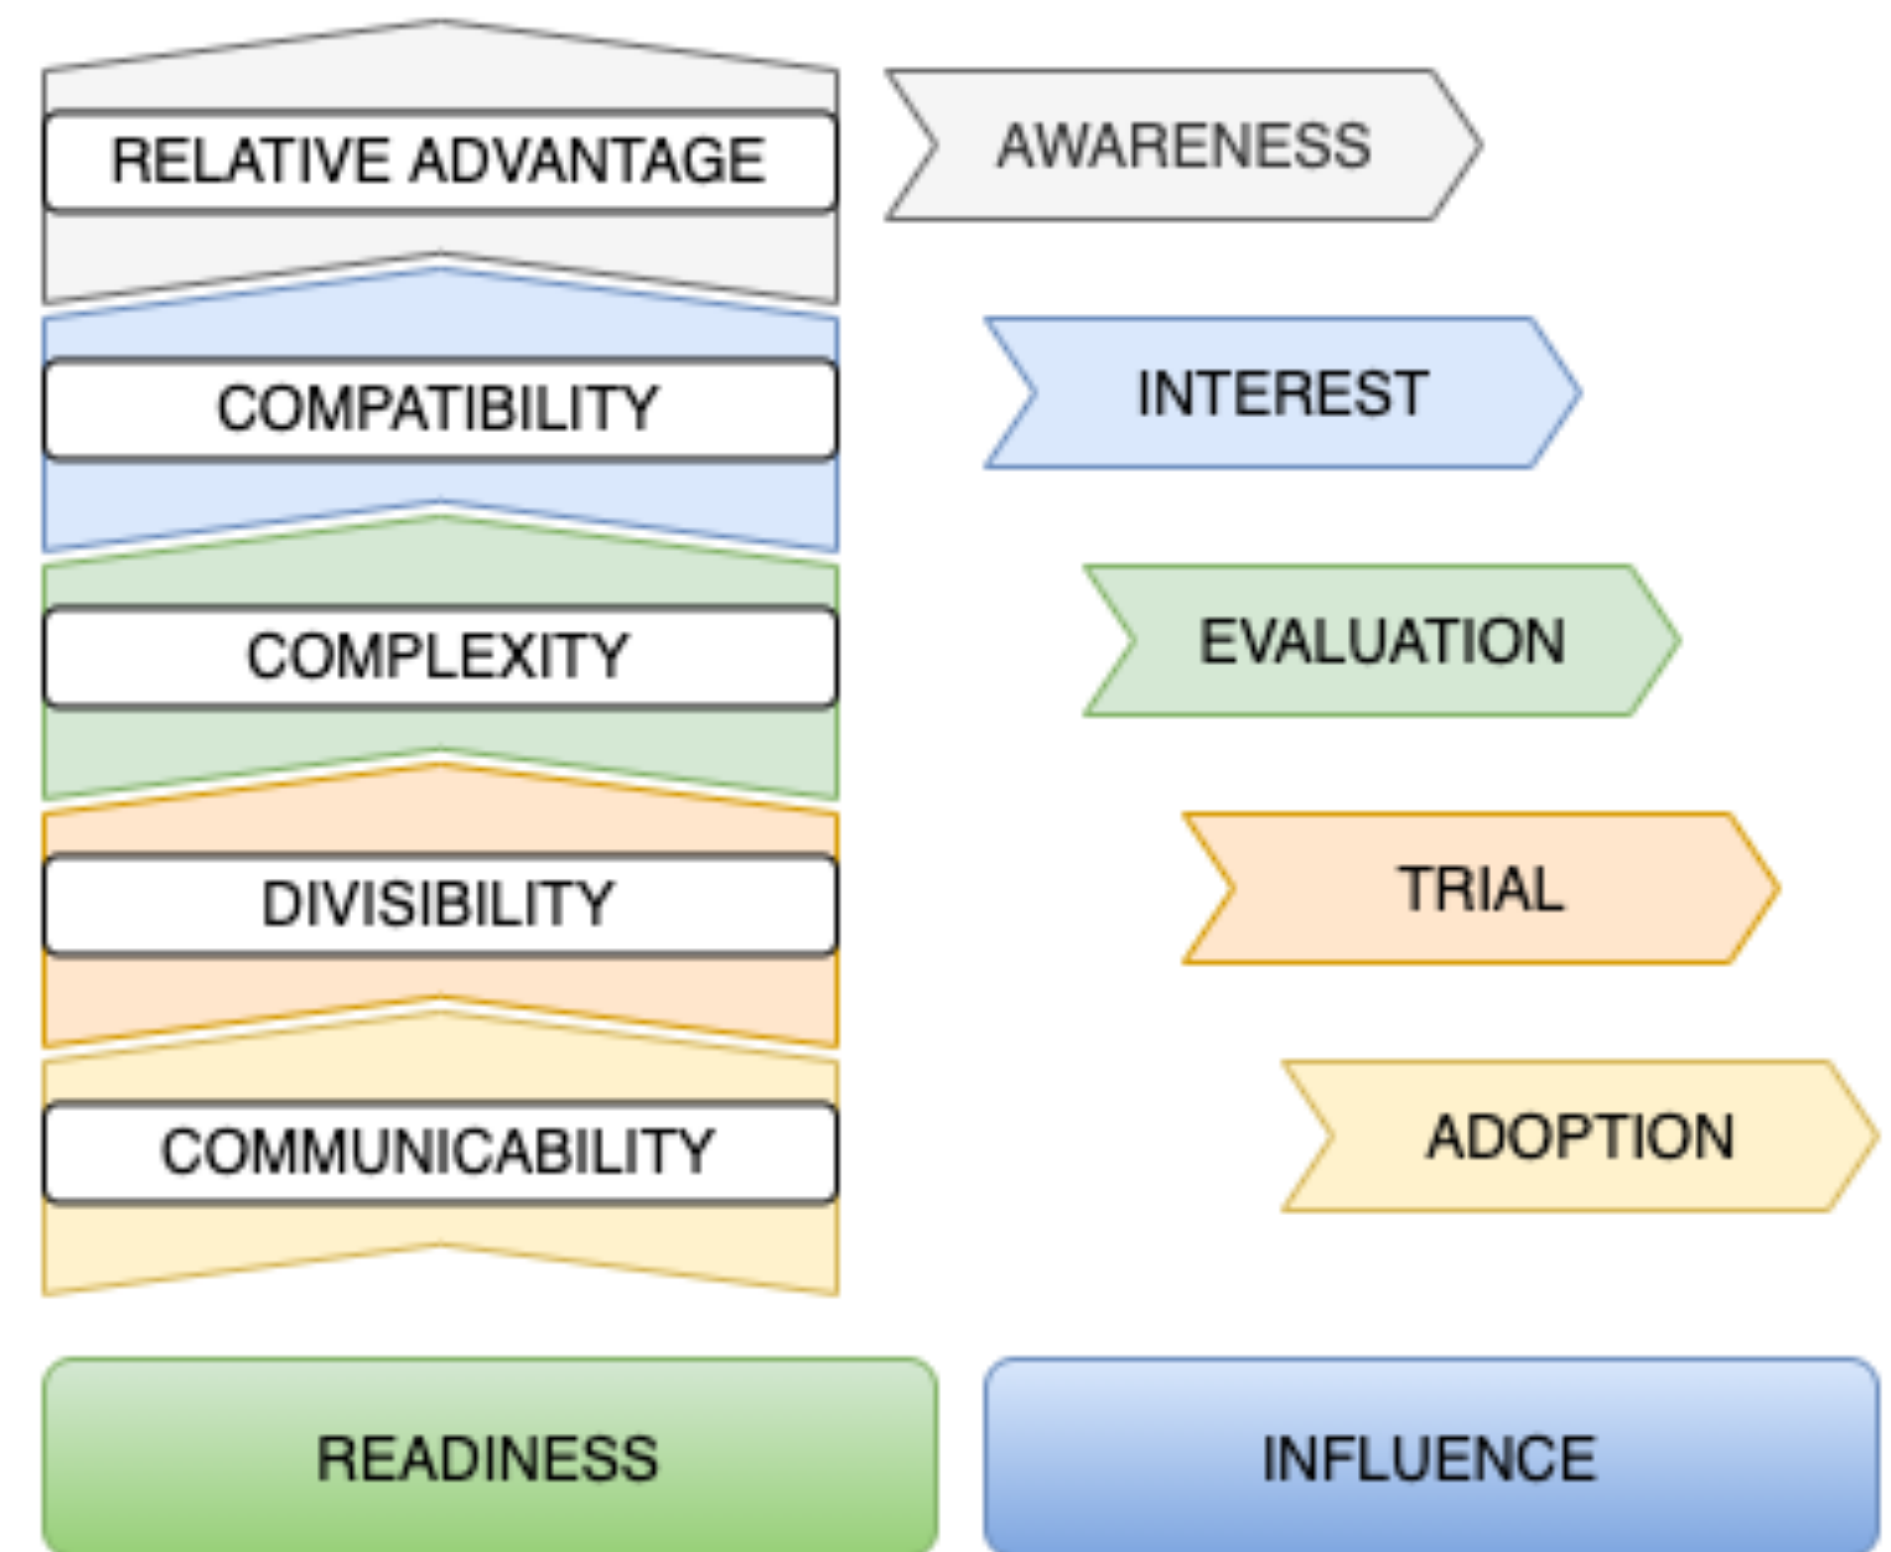 RELATIVE ADVANTAGE
AWARENESS
COMPATIBILITY
INTEREST
COMPLEXITY
EVALUATION
DIVISIBILITY
TRIAL
COMMUNICABILITY
ADOPTION
READINESS
INFLUENCE